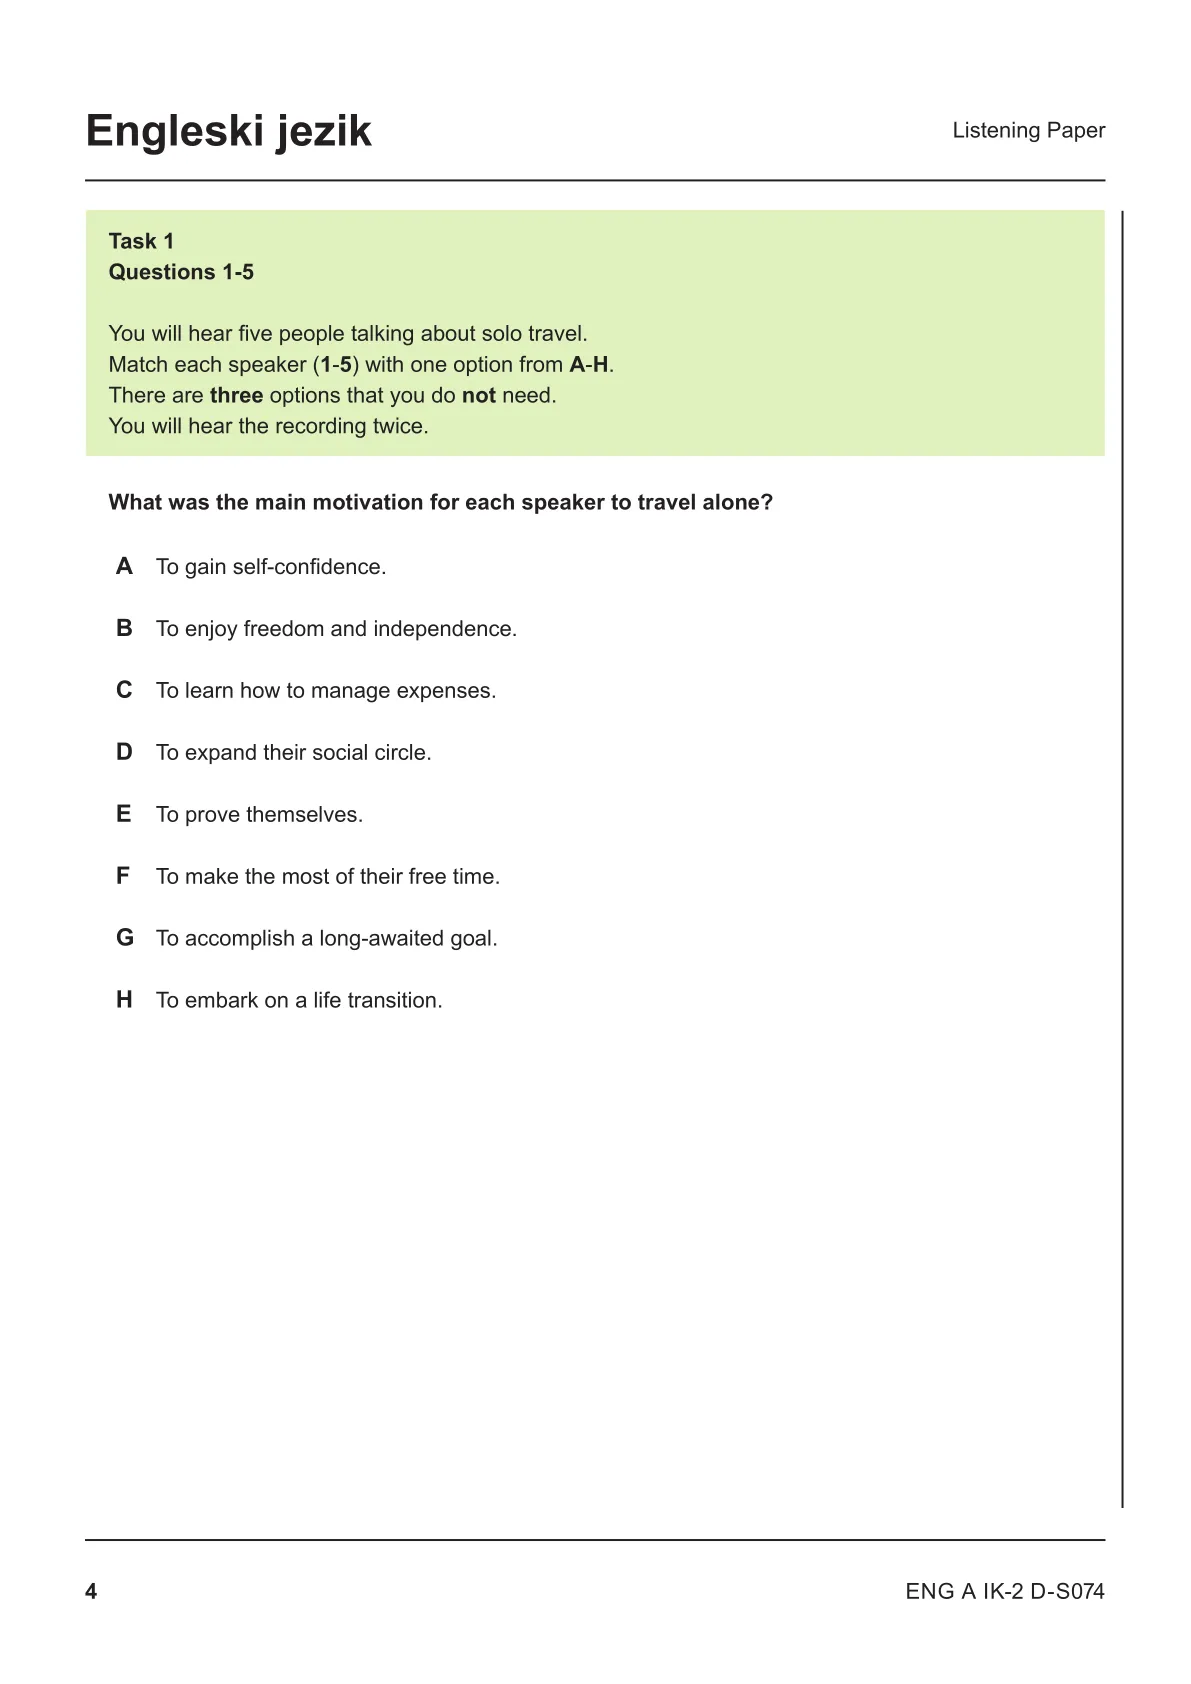 Engleski jezik
Listening Paper
Task 1
Questions 1-5
You will hear five people talking about solo travel.
Match each speaker (1-5) with one option from A-H.
There are three options that you do not need.
You will hear the recording twice.
What was the main motivation for each speaker to travel alone?
A To gain self-confidence.
B To enjoy freedom and independence.
C To learn how to manage expenses.
D To expand their social circle.
E To prove themselves.
F To make the most of their free time.
G To accomplish a long-awaited goal.
H To embark on a life transition.
4
ENG A IK-2 D-S074